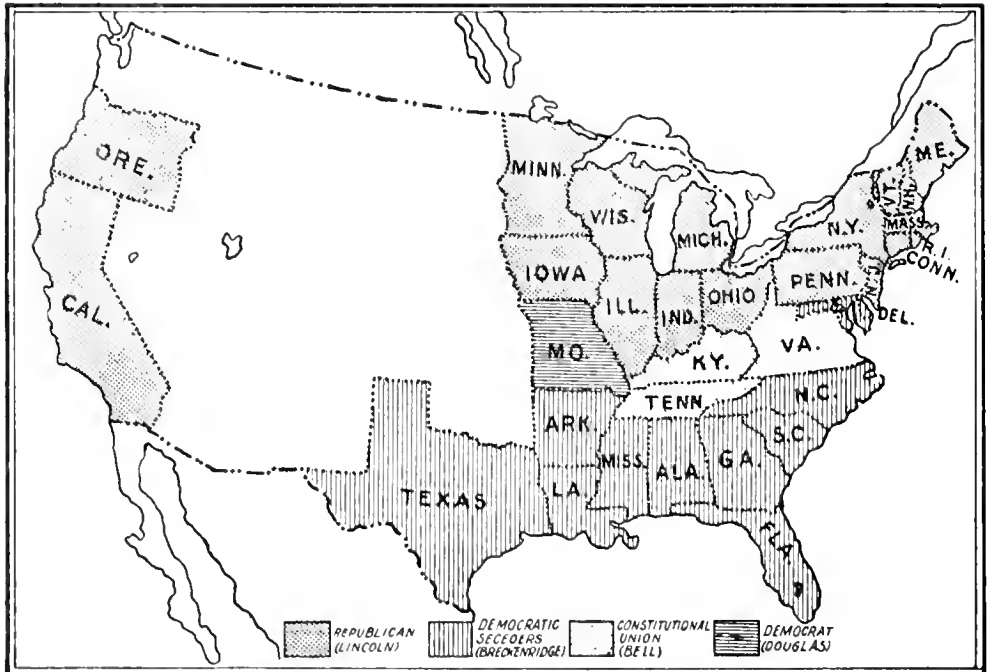 ORE.
CAL.
MINN.
WIS.
MICH.
IOWA
ILL.
IND.
OHIO
MO.
KY.
VA.
TENN
N.C.
S.C.
ARK.
MISS.
ALA.
GA.
LA.
TEXAS
FLA.
ME.
VT.
N.H.
MASS.
R.I.
CONN.
N.Y.
PENN.
N.J.
DEL.
REPUBLICAN
(LINCOLN)
DEMOCRATIC
SECEDERS
(BRECKENRIDGE)
CONSTITUTIONAL
UNION
(BELL)
DEMOCRAT
(DOUGLAS)